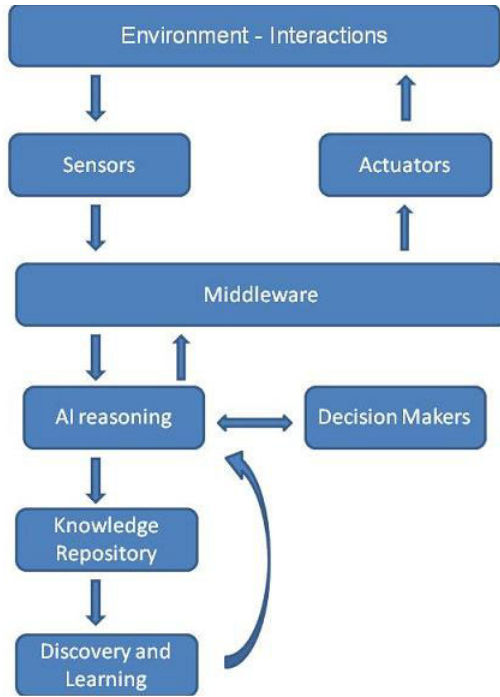 Environment - Interactions
Sensors
Actuators
Middleware
AI reasoning
Decision Makers
Knowledge
Repository
Discovery and
Learning